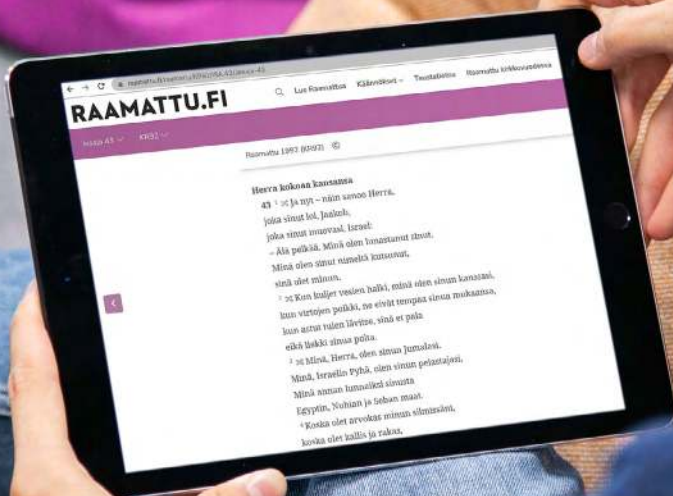 RAAMATTU.FI
Lue Raamattua Käännökset Taustatietoa Raamattu kirkkovuodessa
KR92
Raamattu 1992 (KR92) ©
Herra kokoaa kansansa
43 1 Ja nyt – näin sanoo Herra,
joka sinut loi, Jaakob,
joka sinut muovasi, Israel:
– Älä pelkää. Minä olen lunastanut sinut.
Minä olen sinut nimeltä kutsunut,
sinä olet minun.
2 Kun kuljet vesien halki, minä olen sinun kanssasi,
kun virtojen poikki, ne eivät tempaa sinua mukaansa,
kun astut tulen lävitse, sinä et pala
eikä liekki sinua polta.
3 Minä, Herra, olen sinun Jumalasi,
Minä, Israelin Pyhä, olen sinun pelastajasi.
Minä annan lunnaiksi sinusta
Egyptin, Nubian ja Seban maat.
4 Koska olet arvokas minun silmissäni,
koska olet kallis ja rakas,